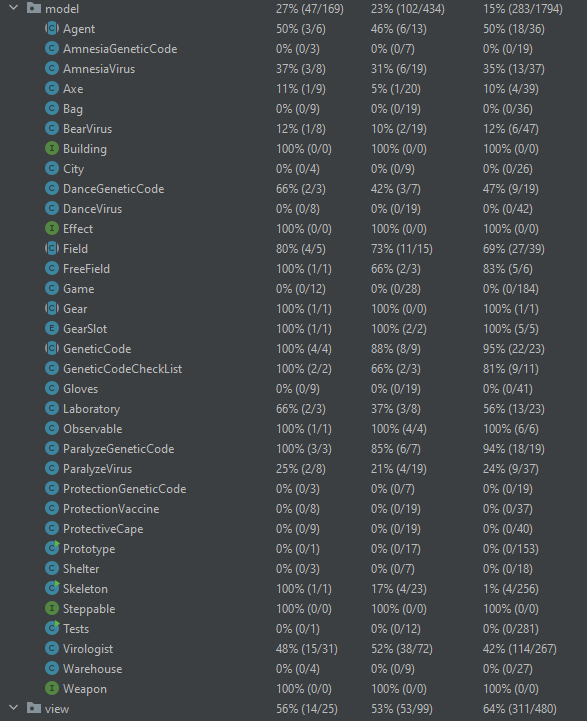 model 27% (47/169) 23% (102/434) 15% (283/1794)
C Agent 50% (3/6) 46% (6/13) 50% (18/36)
C AmnesiaGeneticCode 0% (0/3) 0% (0/7) 0% (0/19)
C AmnesiaVirus 37% (3/8) 31% (6/19) 35% (13/37)
C Axe 11% (1/9) 5% (1/20) 10% (4/39)
C Bag 0% (0/9) 0% (0/19) 0% (0/36)
C BearVirus 12% (1/8) 10% (2/19) 12% (6/47)
I Building 100% (0/0) 100% (0/0) 100% (0/0)
C City 0% (0/4) 0% (0/9) 0% (0/26)
C DanceGeneticCode 66% (2/3) 42% (3/7) 47% (9/19)
C DanceVirus 0% (0/8) 0% (0/19) 0% (0/42)
I Effect 100% (0/0) 100% (0/0) 100% (0/0)
C Field 80% (4/5) 73% (11/15) 69% (27/39)
C FreeField 100% (1/1) 66% (2/3) 83% (5/6)
C Game 0% (0/12) 0% (0/28) 0% (0/184)
C Gear 100% (1/1) 100% (0/0) 100% (1/1)
E GearSlot 100% (1/1) 100% (2/2) 100% (5/5)
C GeneticCode 100% (4/4) 88% (8/9) 95% (22/23)
C GeneticCodeCheckList 100% (2/2) 66% (2/3) 81% (9/11)
C Gloves 0% (0/9) 0% (0/19) 0% (0/41)
C Laboratory 66% (2/3) 37% (3/8) 56% (13/23)
C Observable 100% (1/1) 100% (4/4) 100% (6/6)
C ParalyzeGeneticCode 100% (3/3) 85% (6/7) 94% (18/19)
C ParalyzeVirus 25% (2/8) 21% (4/19) 24% (9/37)
C ProtectionGeneticCode 0% (0/3) 0% (0/7) 0% (0/19)
C ProtectionVaccine 0% (0/8) 0% (0/19) 0% (0/37)
C ProtectiveCape 0% (0/9) 0% (0/19) 0% (0/40)
C Prototype 0% (0/1) 0% (0/17) 0% (0/153)
C Shelter 0% (0/3) 0% (0/7) 0% (0/18)
C Skeleton 100% (1/1) 17% (4/23) 1% (4/256)
I Steppable 100% (0/0) 100% (0/0) 100% (0/0)
C Tests 0% (0/1) 0% (0/12) 0% (0/281)
C Virologist 48% (15/31) 52% (38/72) 42% (114/267)
C Warehouse 0% (0/4) 0% (0/9) 0% (0/27)
I Weapon 100% (0/0) 100% (0/0) 100% (0/0)
view 56% (14/25) 53% (53/99) 64% (311/480)